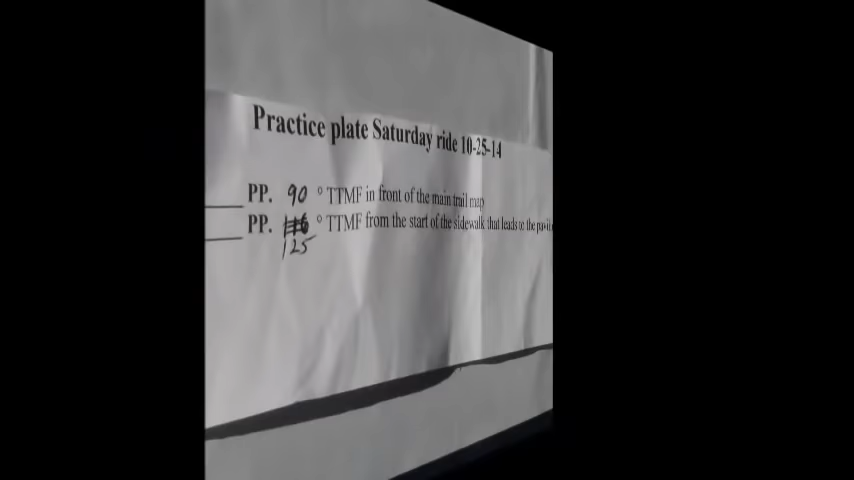 Practice plate Saturday ride 10-25-14
PP. 90 ° TTMF in front of the main trail map
PP. ° TTMF from the start of the sidewalk that leads to the
125